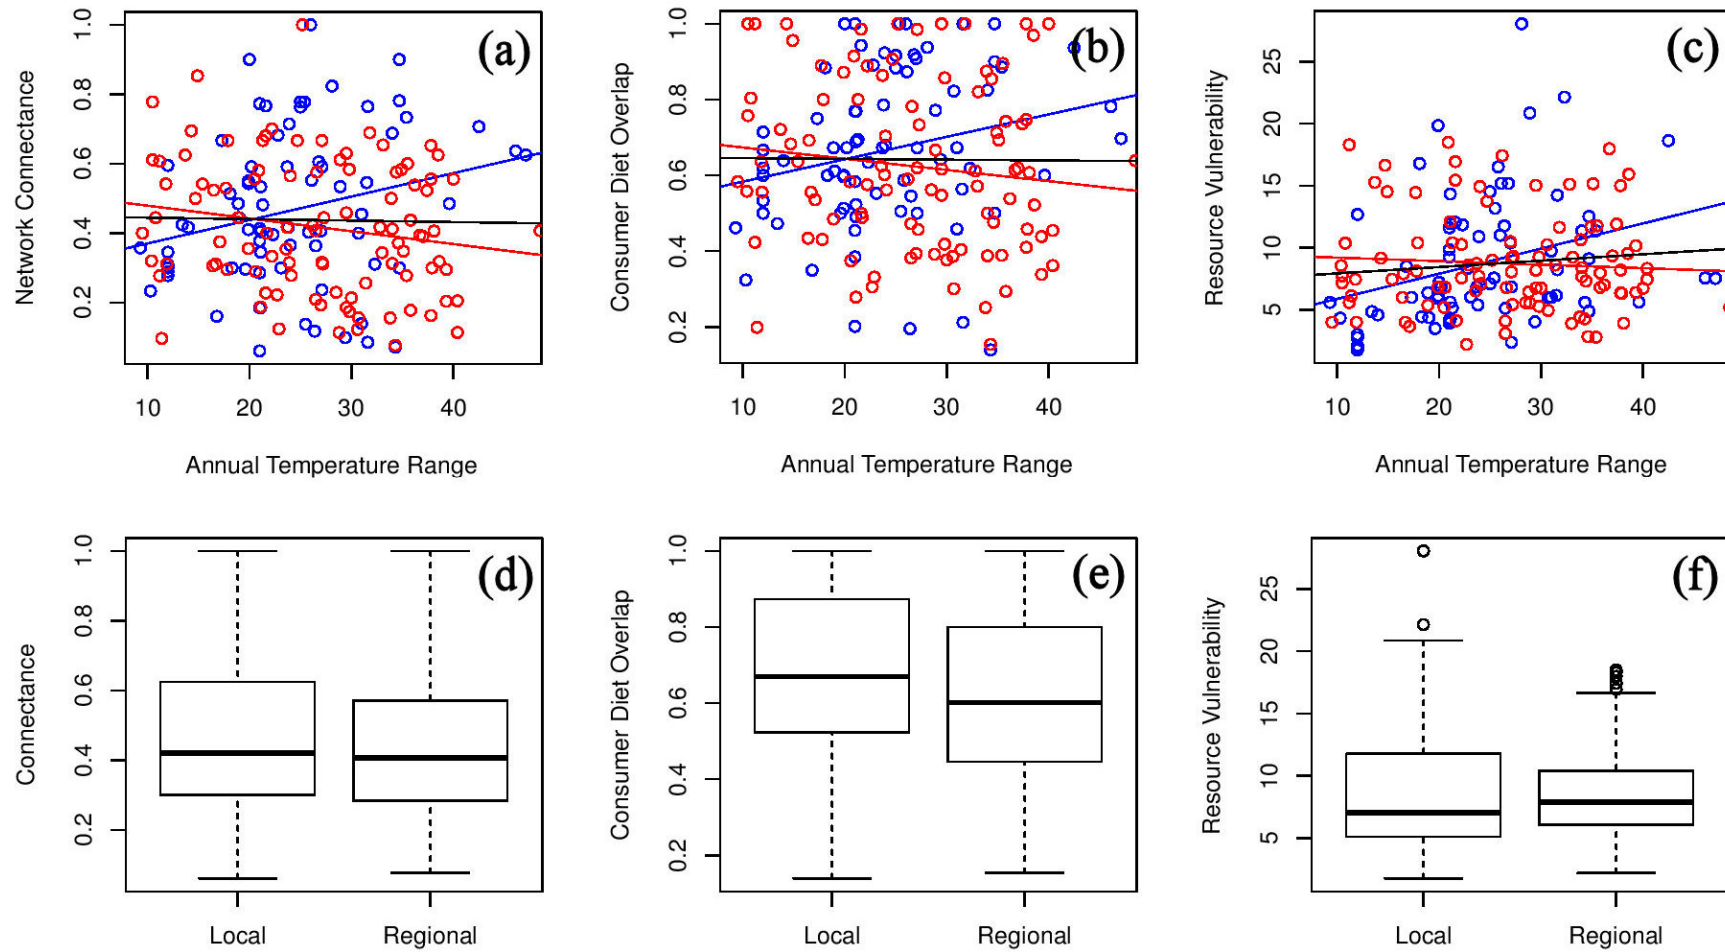 (a)
Network Connectance
1.0
0.8
0.6
0.4
0.2
10 20 30 40
Annual Temperature Range
(b)
Consumer Diet Overlap
1.0
0.8
0.6
0.4
0.2
10 20 30 40
Annual Temperature Range
(c)
Resource Vulnerability
25
20
15
10
5
10 20 30 40
Annual Temperature Range
(d)
Connectance
1.0
0.8
0.6
0.4
0.2
Local Regional
(e)
Consumer Diet Overlap
1.0
0.8
0.6
0.4
0.2
Local Regional
(f)
Resource Vulnerability
25
20
15
10
5
Local Regional